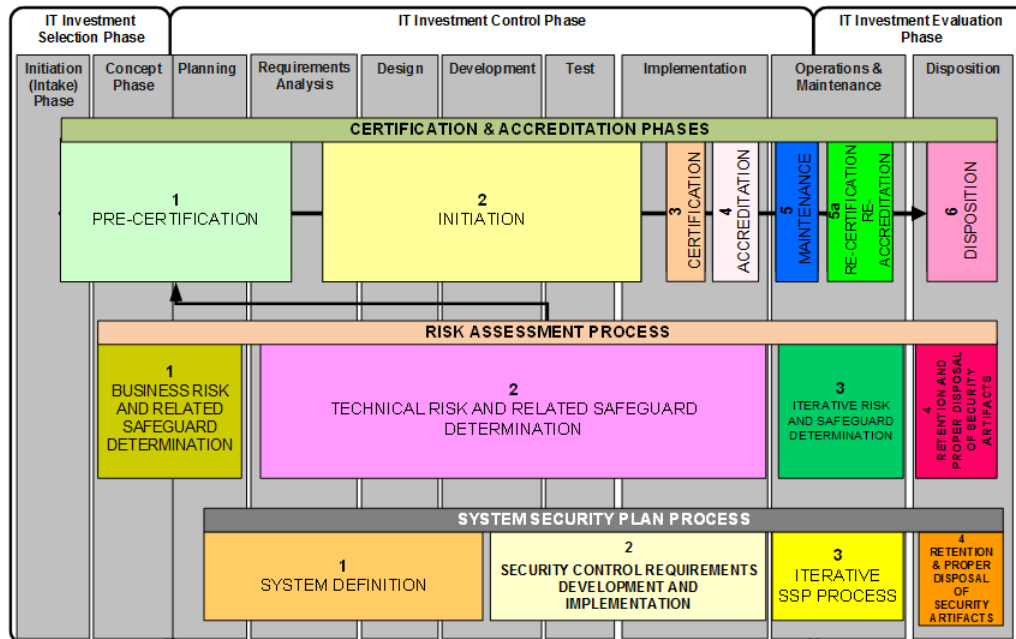 IT Investment
Selection Phase
IT Investment Control Phase
IT Investment Evaluation
Phase
Initiation
(Intake)
Phase
Concept
Phase
Planning
Requirements
Analysis
Design
Development
Test
Implementation
Operations &
Maintenance
Disposition
CERTIFICATION & ACCREDITATION PHASES
1
PRE-CERTIFICATION
2
INITIATION
3
CERTIFICATION
4
ACCREDITATION
5
MAINTENANCE
5a
RE-CERTIFICATION
RE-
ACCREDITATION
6
DISPOSITION
RISK ASSESSMENT PROCESS
1
BUSINESS RISK
AND RELATED
SAFEGUARD
DETERMINATION
2
TECHNICAL RISK AND RELATED SAFEGUARD
DETERMINATION
3
ITERATIVE RISK
AND SAFEGUARD
DETERMINATION
4
RETENTION AND
PROPER DISPOSAL
OF SECURITY
ARTIFACTS
SYSTEM SECURITY PLAN PROCESS
1
SYSTEM DEFINITION
2
SECURITY CONTROL REQUIREMENTS
DEVELOPMENT AND
IMPLEMENTATION
3
ITERATIVE
SSP PROCESS
4
RETENTION
& PROPER
DISPOSAL
OF
SECURITY
ARTIFACTS